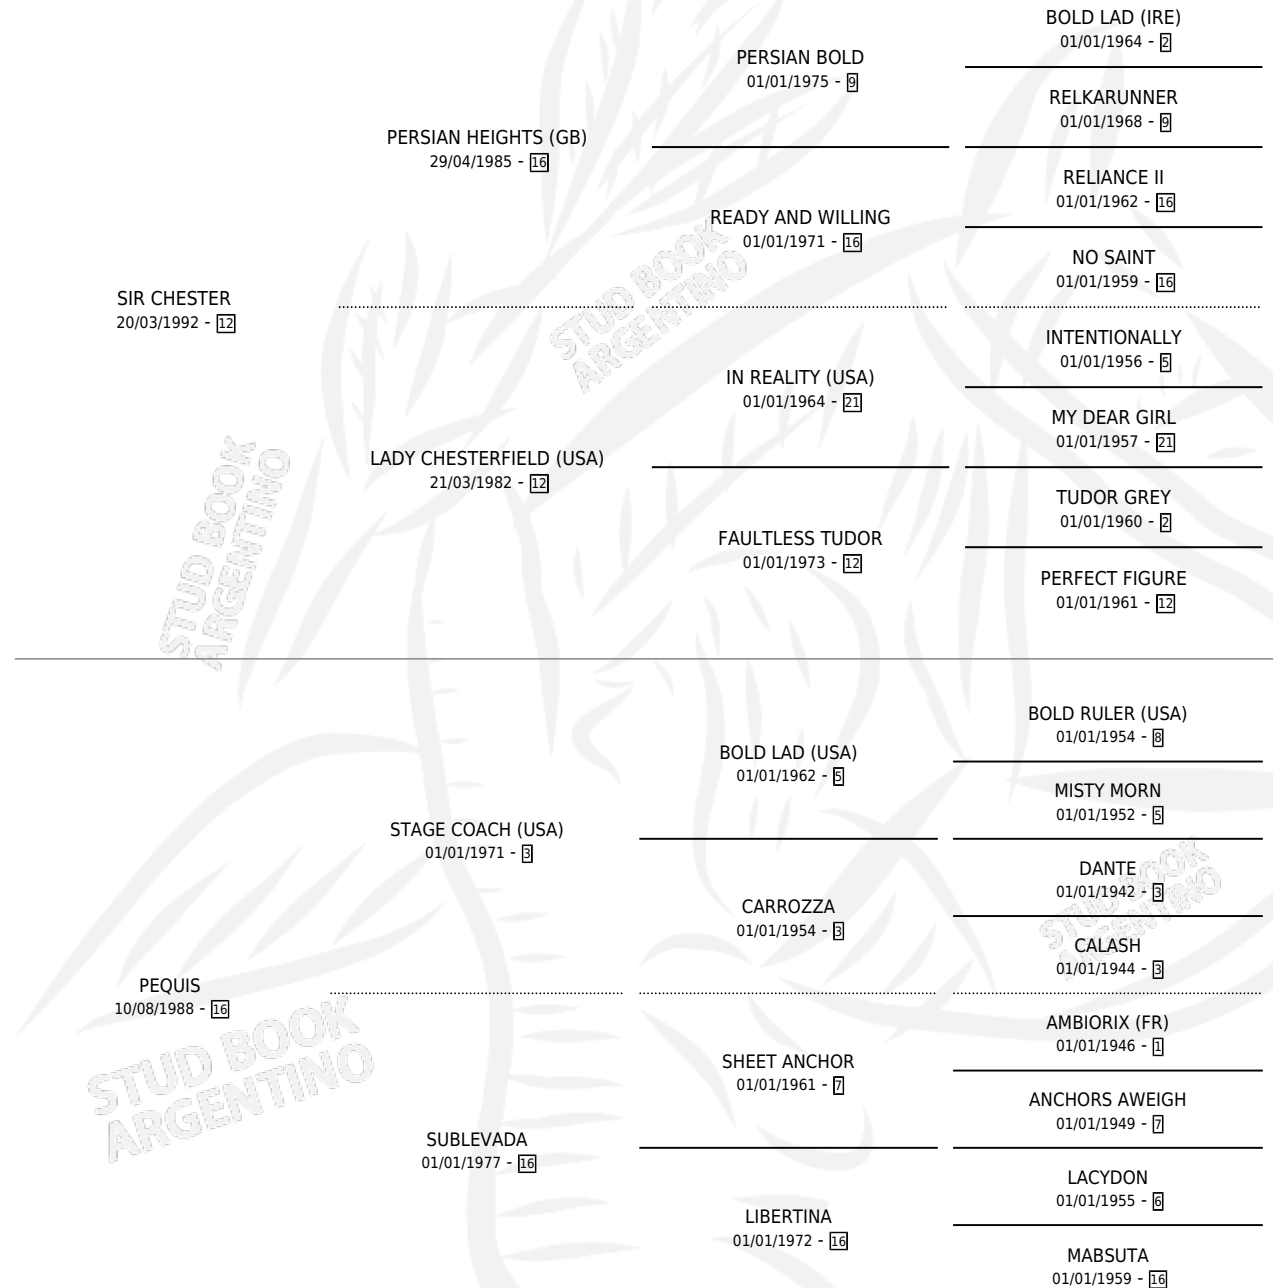 BOLD LAD (IRE)
01/01/1964 - 2
PERSIAN BOLD
01/01/1975 - 9
RELKARUNNER
01/01/1968 - 9
PERSIAN HEIGHTS (GB)
29/04/1985 - 16
RELIANCE II
01/01/1962 - 16
READY AND WILLING
01/01/1971 - 16
NO SAINT
01/01/1959 - 16
SIR CHESTER
20/03/1992 - 12
STUD BOOK
ARGENTINO
INTENTIONALLY
01/01/1956 - 5
IN REALITY (USA)
01/01/1964 - 21
MY DEAR GIRL
01/01/1957 - 21
LADY CHESTERFIELD (USA)
21/03/1982 - 12
TUDOR GREY
01/01/1960 - 2
FAULTLESS TUDOR
01/01/1973 - 12
PERFECT FIGURE
01/01/1961 - 12
STUD BOOK
ARGENTINO
BOLD RULER (USA)
01/01/1954 - 8
BOLD LAD (USA)
01/01/1962 - 5
MISTY MORN
01/01/1952 - 5
STAGE COACH (USA)
01/01/1971 - 3
DANTE
01/01/1942 - 3
CARROZZA
01/01/1954 - 3
CALASH
01/01/1944 - 3
STUD BOOK
ARGENTINO
PEQUIS
10/08/1988 - 16
AMBIORIX (FR)
01/01/1946 - 1
SHEET ANCHOR
01/01/1961 - 7
ANCHORS AWEIGH
01/01/1949 - 7
STUD BOOK
ARGENTINO
SUBLEVADA
01/01/1977 - 16
LACYDON
01/01/1955 - 6
LIBERTINA
01/01/1972 - 16
MABSUTA
01/01/1959 - 16